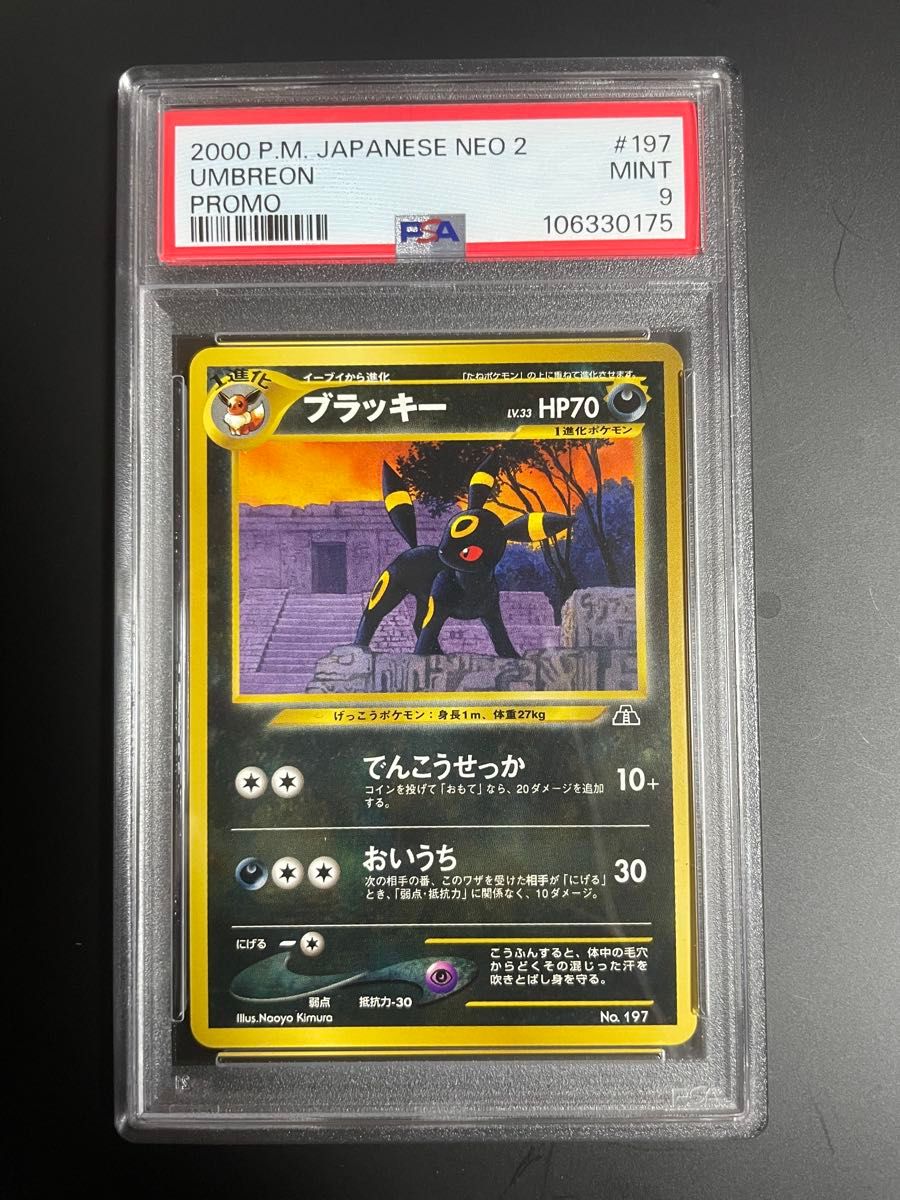 2000 P.M. JAPANESE NEO 2 #197
UMBREON MINT
PROMO 9
PSA 106330175
1進化 イーブイから進化 「たねポケモン」の上に重ねて進化させます。
ブラッキー LV.33 HP70
1進化ポケモン
げっこうポケモン：身長1m、体重27kg
でんこうせっか 10+
コインを投げて「おもて」なら、20ダメージを追加
する。
おいうち 30
次の相手の番、このワザを受けた相手が「にげる」
とき、「弱点・抵抗力」に関係なく、10ダメージ。
にげる
こうふんすると、体中の毛穴
からどくその混じった汗を
吹きとばし身を守る。
弱点 抵抗力-30
Illus.Naoyo Kimura No. 197
PSA